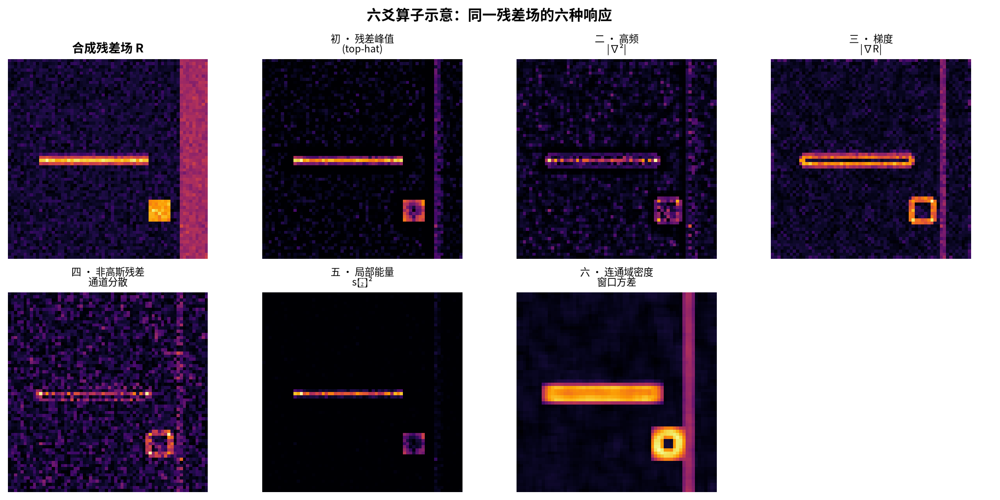 六爻算子示意：同一残差场的六种响应
合成残差场 R
初 · 残差峰值
(top-hat)
二 · 高频
|∇²|
三 · 梯度
|∇R|
四 · 非高斯残差
通道分散
五 · 局部能量
s₂²
六 · 连通域密度
窗口方差